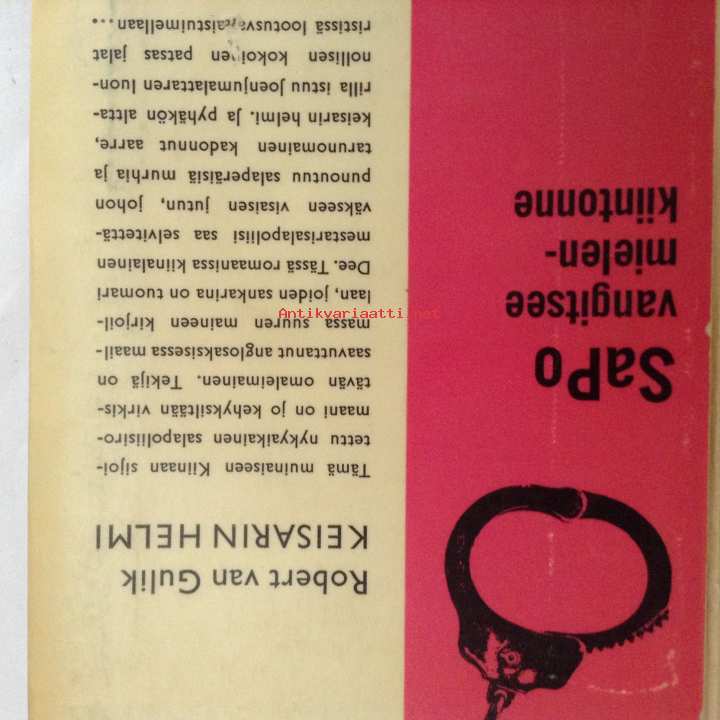 Robert van Gulik
KEISARIN HELMI
Tämä muinaiseen Kiinaan sijoi-
tettu nykyaikainen salapoliisiro-
maani on jo kehyksiltään virkis-
tävän omaleimainen. Tekijä on
saavuttanut anglosaksisessa maail-
massa suuren maineen kirjoil-
laan, joiden sankarina on tuomari
Dee. Tässä romaanissa kiinalainen
mestarisalapoliisi saa selvitettä-
väkseen visaisen jutun, johon
punoutuu salaperäisiä murhia ja
tarunomainen kadonnut aarre,
keisarin helmi. Ja pyhäkön altta-
rilla istuu joenjumalattaren luon-
nollisen kokoinen patsas jalat
ristissä lootusvaltaistuimellaan...
SaPo
vangitsee
mielen-
kiintonne
Antikvariaatti.net